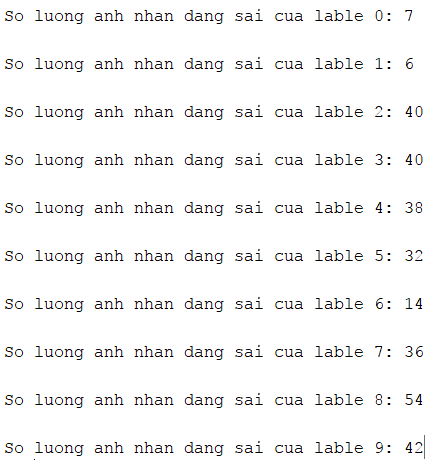 So luong anh nhan dang sai cua lable 0: 7
So luong anh nhan dang sai cua lable 1: 6
So luong anh nhan dang sai cua lable 2: 40
So luong anh nhan dang sai cua lable 3: 40
So luong anh nhan dang sai cua lable 4: 38
So luong anh nhan dang sai cua lable 5: 32
So luong anh nhan dang sai cua lable 6: 14
So luong anh nhan dang sai cua lable 7: 36
So luong anh nhan dang sai cua lable 8: 54
So luong anh nhan dang sai cua lable 9: 42